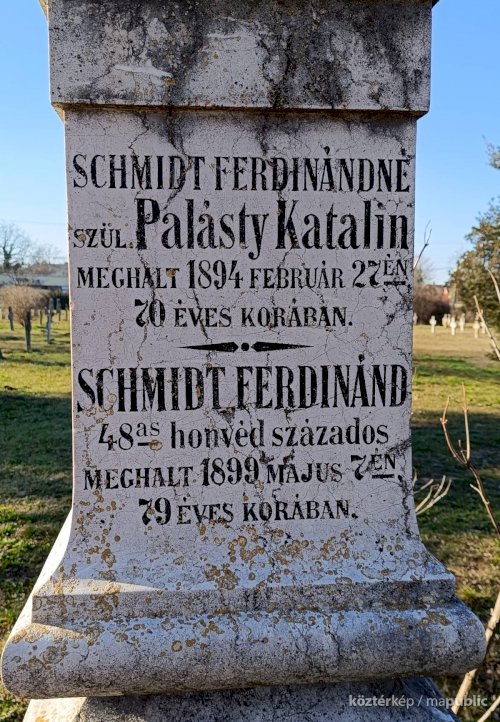 SCHMIDT FERDINÁNDNÉ
SZÜL. Palásty Katalin
MEGHALT 1894 FEBRUÁR 27ÉN
70 ÉVES KORÁBAN.
SCHMIDT FERDINÁND
48as honvéd százados
MEGHALT 1899 MÁJUS 7ÉN.
79 ÉVES KORÁBAN.
köztérkép / mapublic